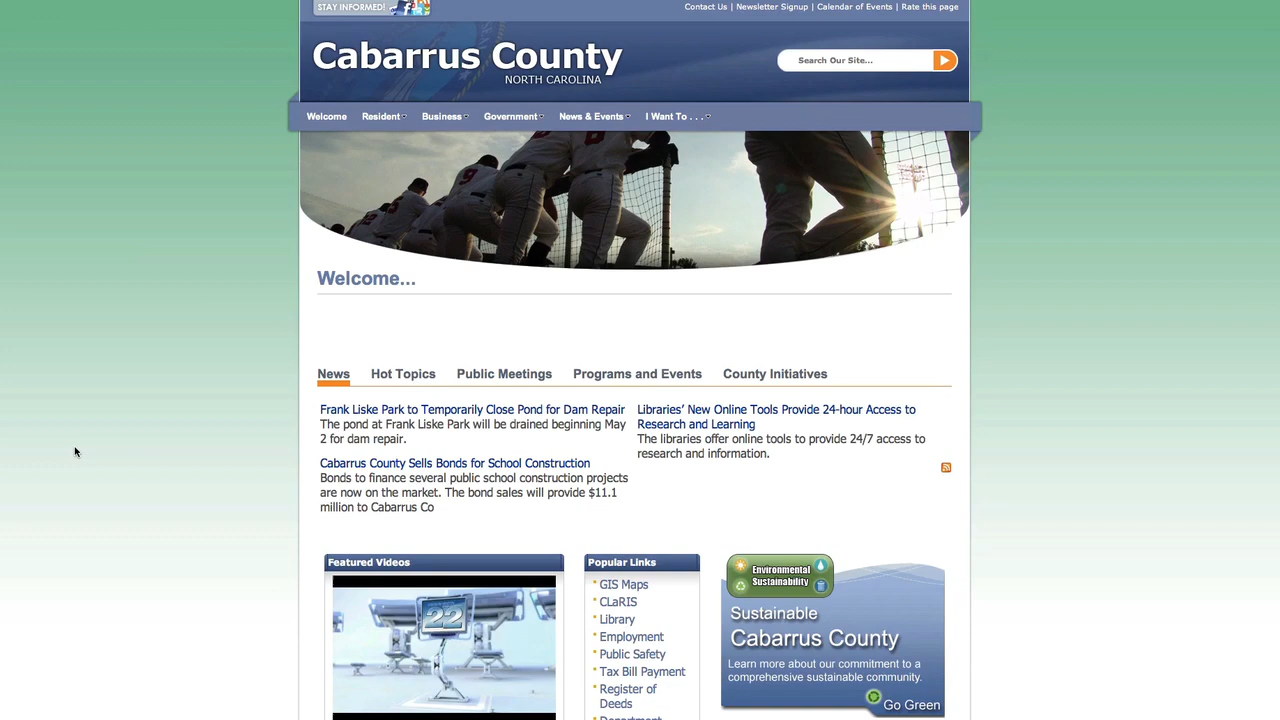 STAY INFORMED!
Contact Us | Newsletter Signup | Calendar of Events | Rate this page
Cabarrus County
NORTH CAROLINA
Search Our Site...
Welcome Resident Business Government News & Events I Want To . . .
9
Welcome...
News Hot Topics Public Meetings Programs and Events County Initiatives
Frank Liske Park to Temporarily Close Pond for Dam Repair
The pond at Frank Liske Park will be drained beginning May
2 for dam repair.
Cabarrus County Sells Bonds for School Construction
Bonds to finance several public school construction projects
are now on the market. The bond sales will provide $11.1
million to Cabarrus Co
Libraries’ New Online Tools Provide 24-hour Access to
Research and Learning
The libraries offer online tools to provide 24/7 access to
research and information.
Featured Videos
22
Popular Links
GIS Maps
CLaRIS
Library
Employment
Public Safety
Tax Bill Payment
Register of
Deeds
Department
Environmental
Sustainability
Sustainable
Cabarrus County
Learn more about our commitment to a
comprehensive sustainable community.
Go Green